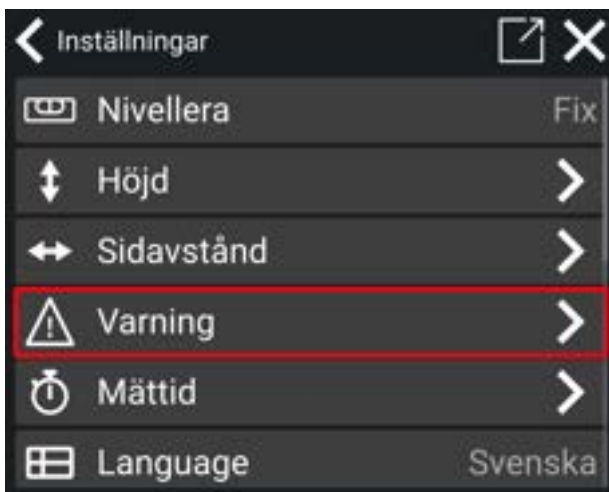 Inställningar
Nivellera Fix
Höjd
Sidavstånd
Varning
Mättid
Language Svenska